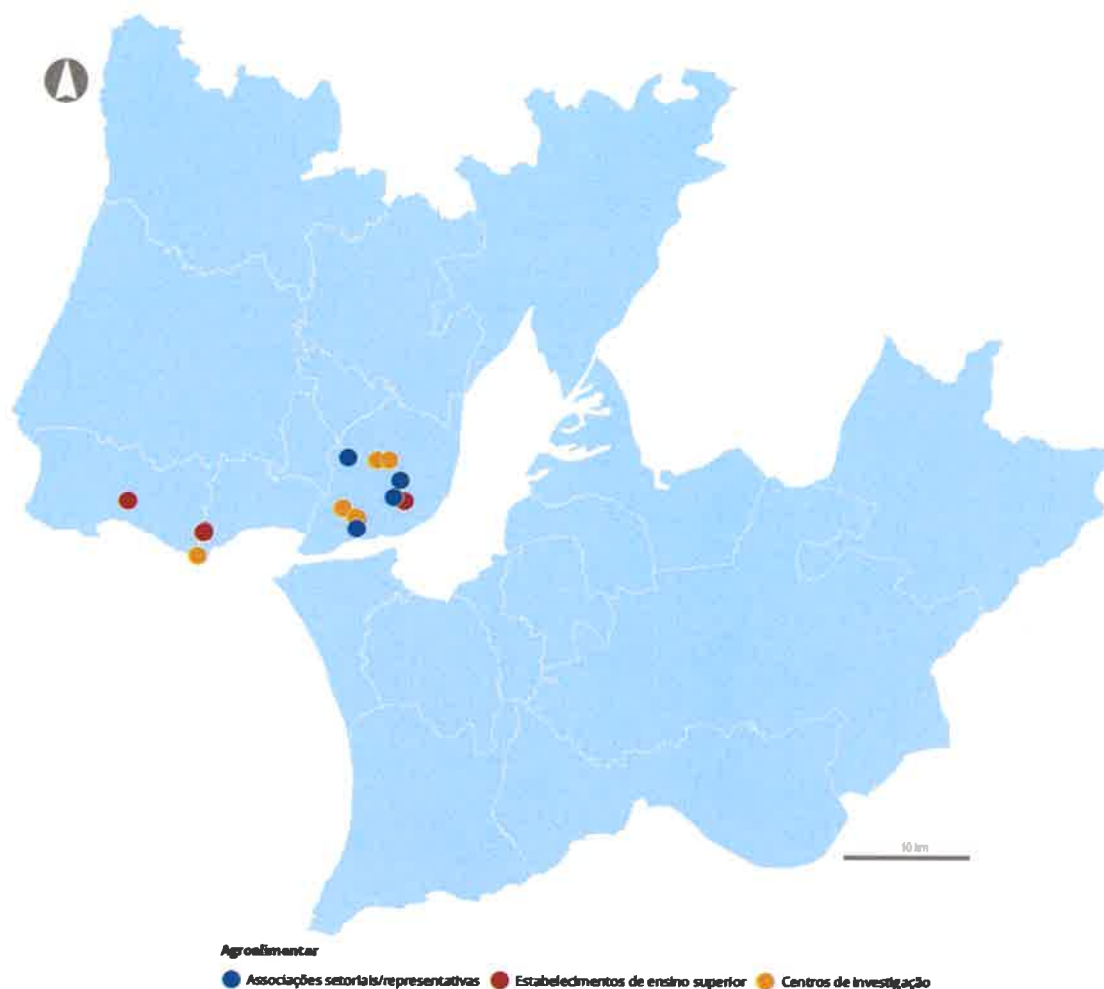 10 km
Agroalimentar
Associações setoriais/representativas Estabelecimentos de ensino superior Centros de investigação